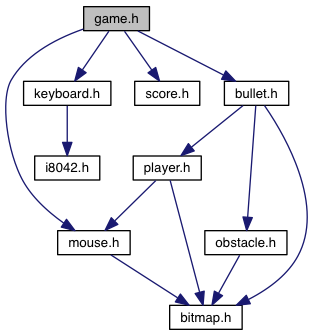 game.h
keyboard.h
score.h
bullet.h
i8042.h
player.h
mouse.h
obstacle.h
bitmap.h